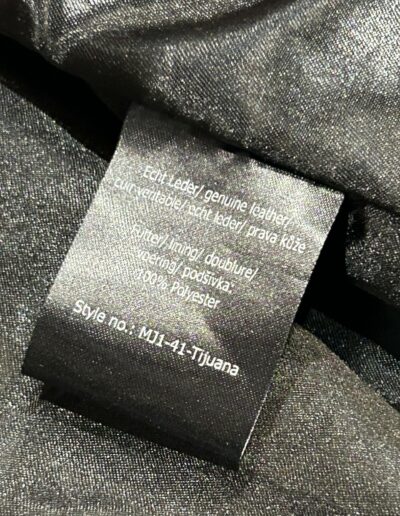 Echt Leder/ genuine leather/
cuir veritable/ echt leder/ prava kůže
Futter/ lining/ doublure/
voering/ podšívka:
100% Polyester
Style no.: MJ1-41-Tijuana